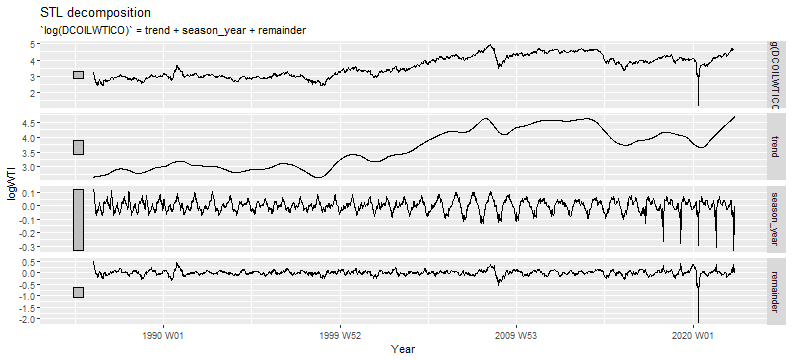 STL decomposition
`log(DCOILWTICO)` = trend + season_year + remainder
5
4
3
2
g(DCOILWTICO
4.5
4.0
3.5
3.0
trend
0.1
0.0
-0.1
-0.2
-0.3
season_year
0.5
0.0
-0.5
-1.0
-1.5
-2.0
remainder
logWTI
1990 W01
1999 W52
2009 W53
2020 W01
Year